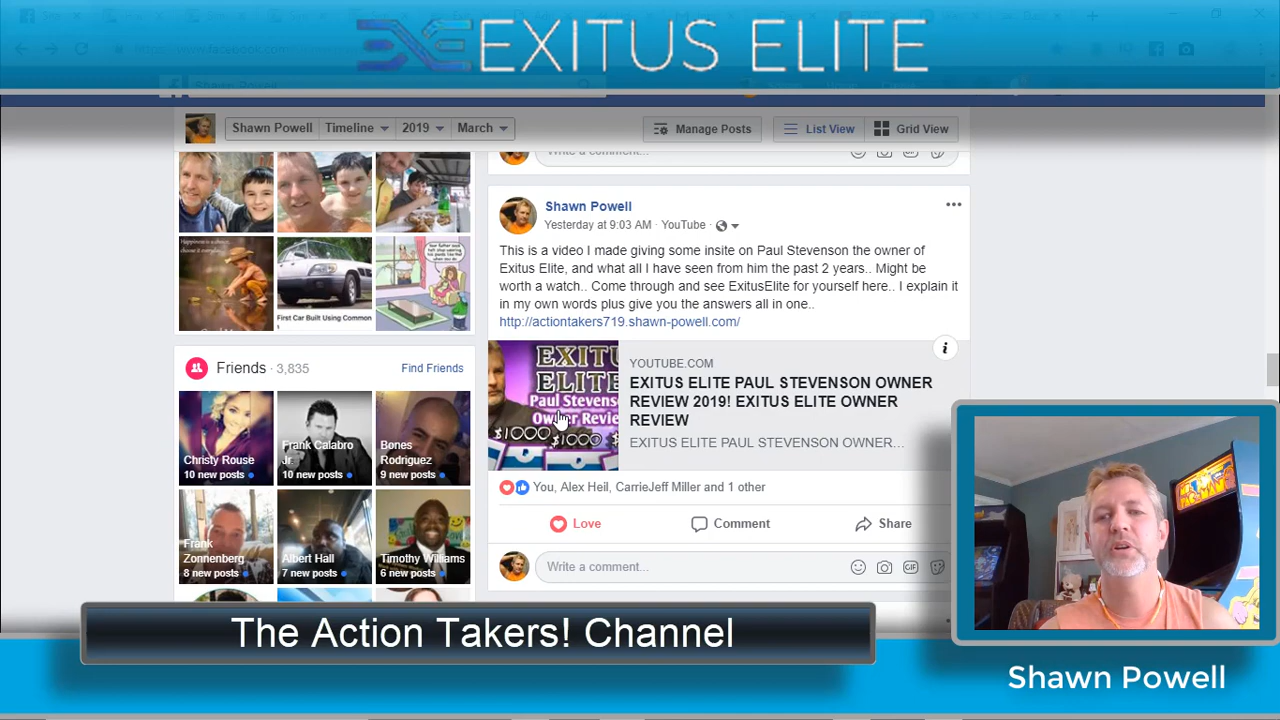 EXITUS ELITE
Shawn Powell
Timeline
2019
March
Manage Posts
List View
Grid View
Write a comment...
Shawn Powell
Yesterday at 9:03 AM · YouTube ·
This is a video I made giving some insite on Paul Stevenson the owner of
Exitus Elite, and what all I have seen from him the past 2 years.. Might be
worth a watch.. Come through and see ExitusElite for yourself here.. I explain it
in my own words plus give you the answers all in one..
http://actiontakers719.shawn-powell.com/
First Car Built Using Common
Friends · 3,835
Find Friends
Christy Rouse
10 new posts
Frank Calabro
Jr.
10 new posts
Bones
Rodriguez
9 new posts
Frank
Zonnenberg
8 new posts
Albert Hall
7 new posts
Timothy Williams
6 new posts
EXITU
ELITE
Paul Stevens
Owner Revie
$1000 $1000
YOUTUBE.COM
EXITUS ELITE PAUL STEVENSON OWNER
REVIEW 2019! EXITUS ELITE OWNER
REVIEW
EXITUS ELITE PAUL STEVENSON OWNER...
You, Alex Heil, CarrieJeff Miller and 1 other
Love
Comment
Share
Write a comment...
GIF
The Action Takers! Channel
Shawn Powell